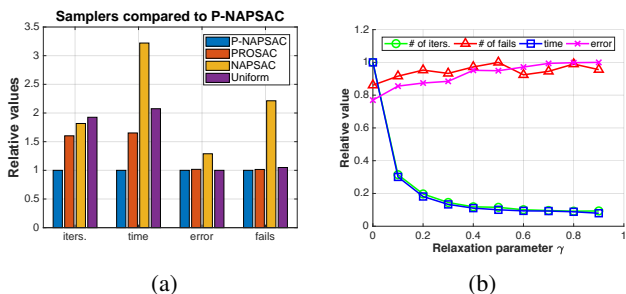 Samplers compared to P-NAPSAC
P-NAPSAC
PROSAC
NAPSAC
Uniform
Relative values
3.5
3
2.5
2
1.5
1
0.5
0
iters. time error fails
(a)
# of iters. # of fails time error
Relative value
1.2
1
0.8
0.6
0.4
0.2
0
0 0.2 0.4 0.6 0.8 1
Relaxation parameter γ
(b)